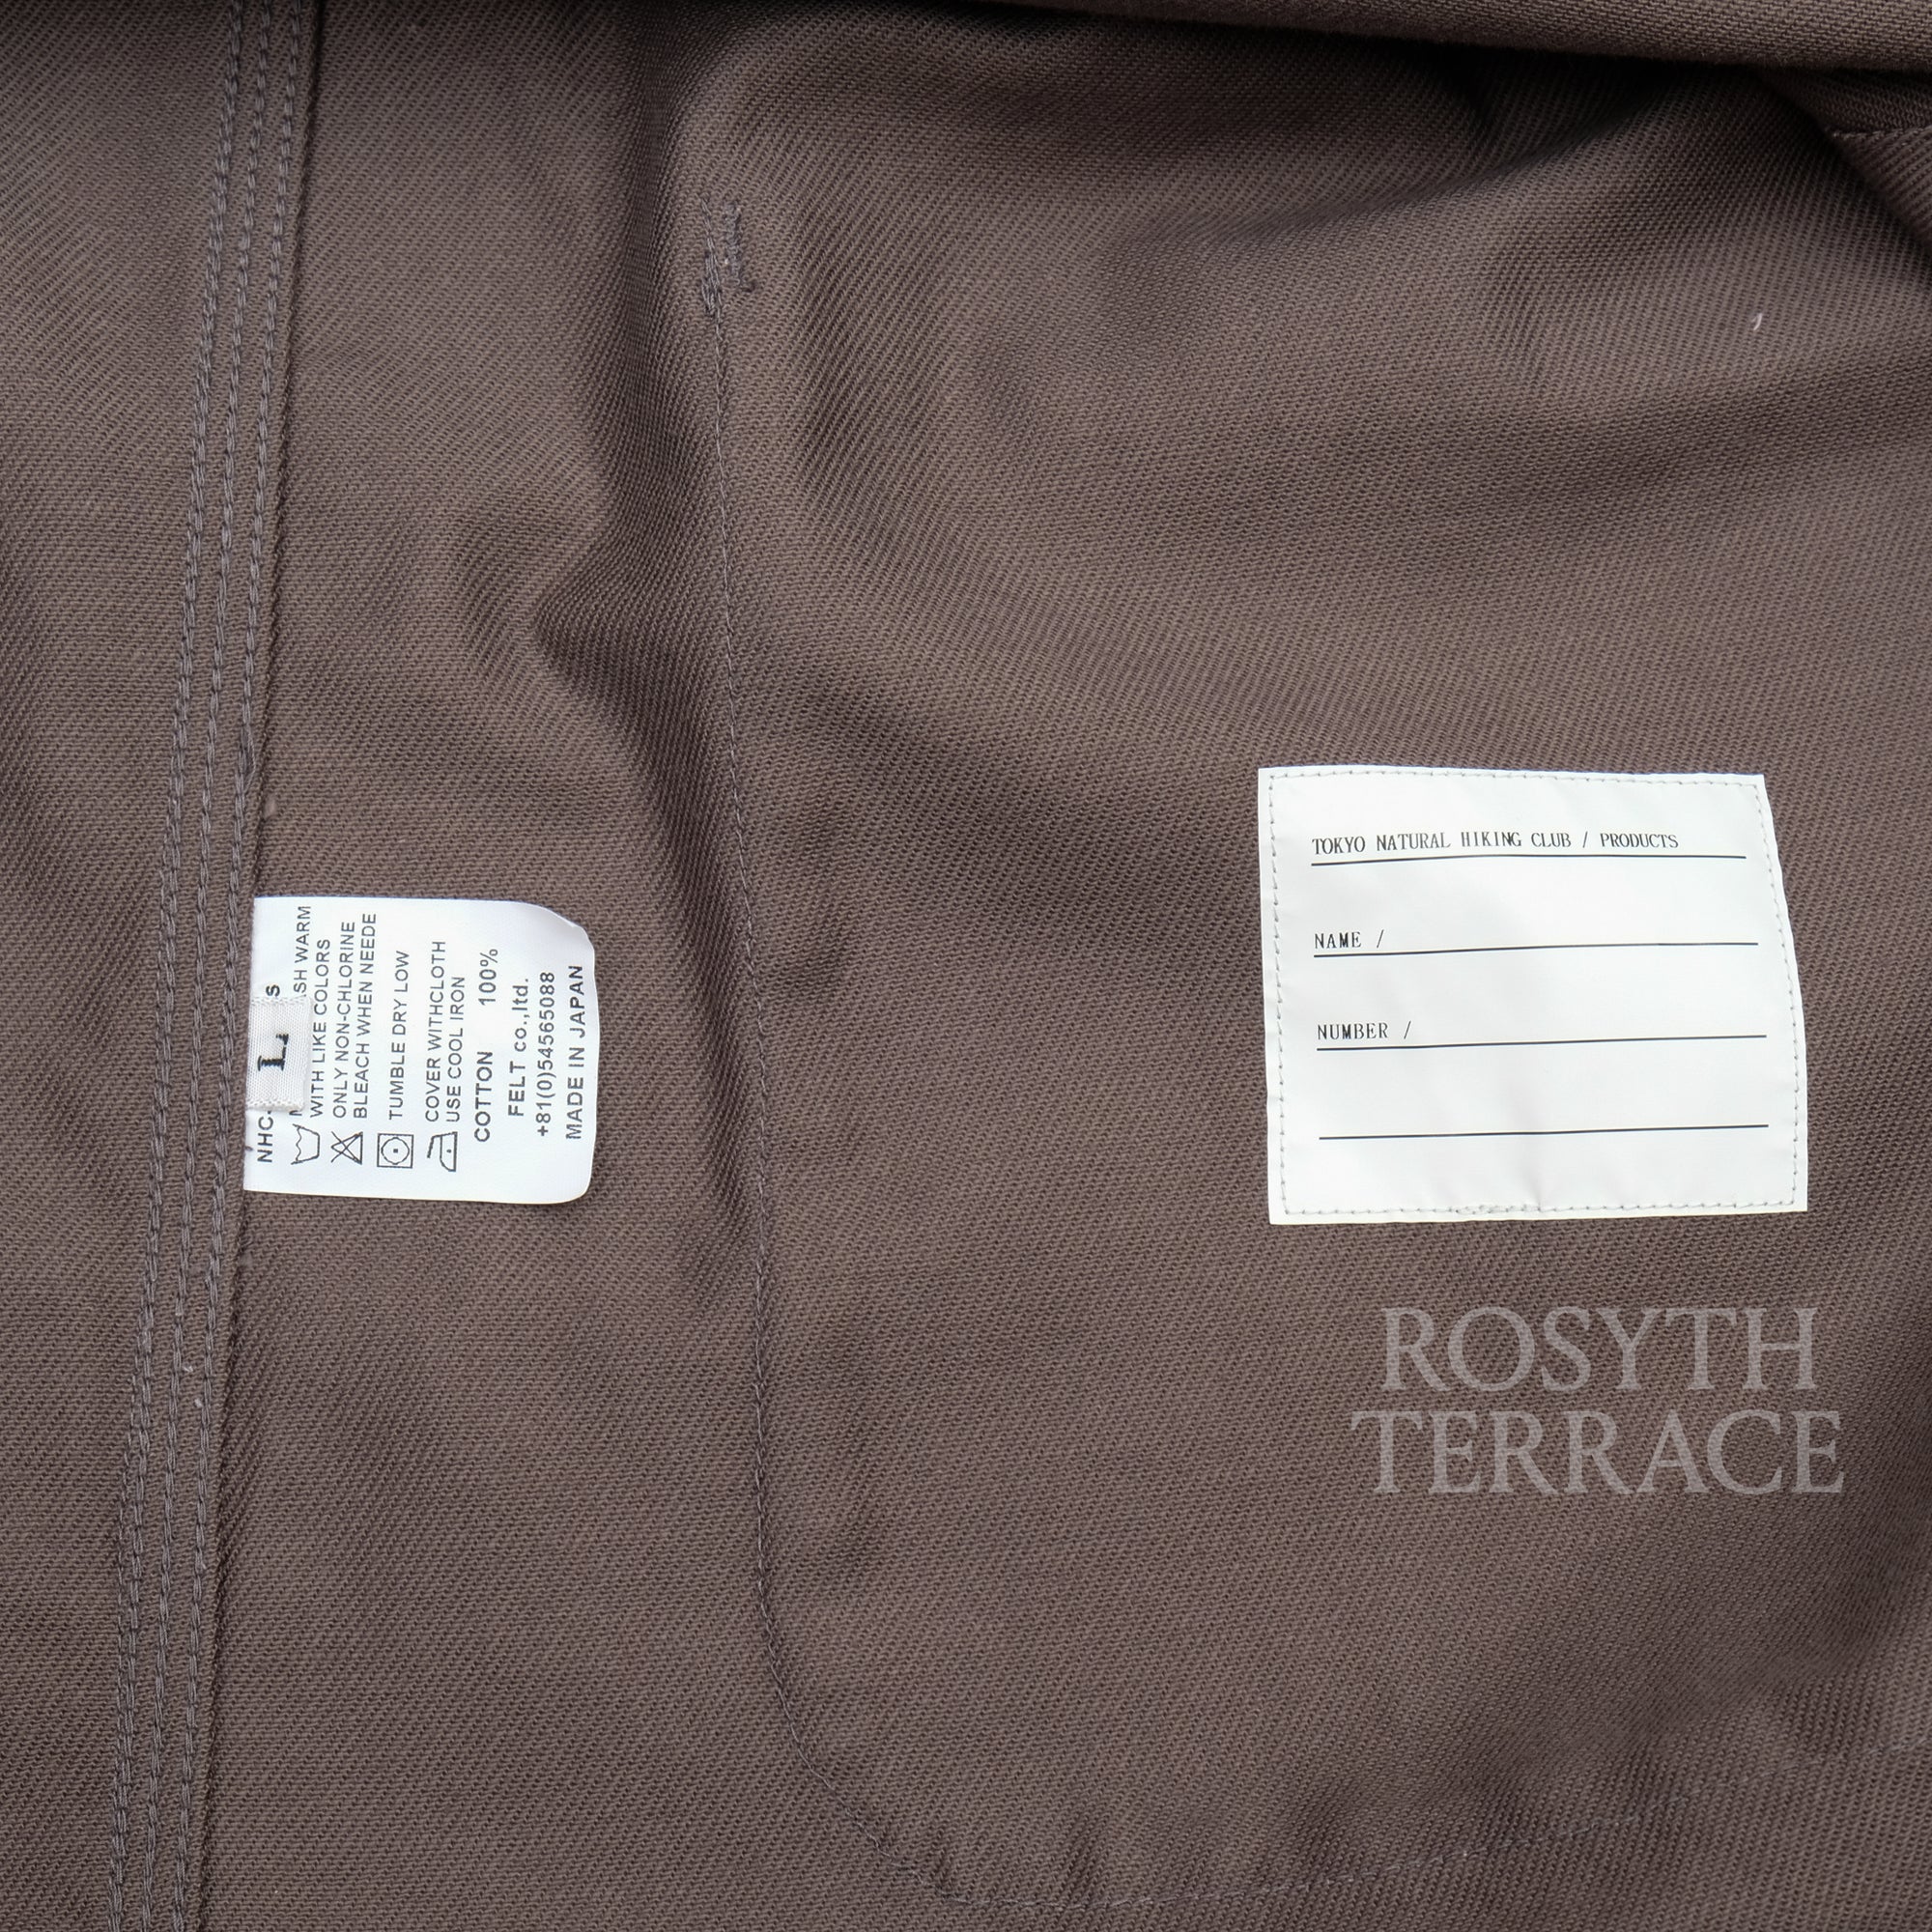 NHC-
L
S
SH WARM
WITH LIKE COLORS
ONLY NON-CHLORINE
BLEACH WHEN NEEDE
TUMBLE DRY LOW
COVER WITHCLOTH
USE COOL IRON
COTTON 100%
FELT co.,ltd.
+81(0)54565088
MADE IN JAPAN
TOKYO NATURAL HIKING CLUB / PRODUCTS
NAME /
NUMBER /
ROSYTH
TERRACE